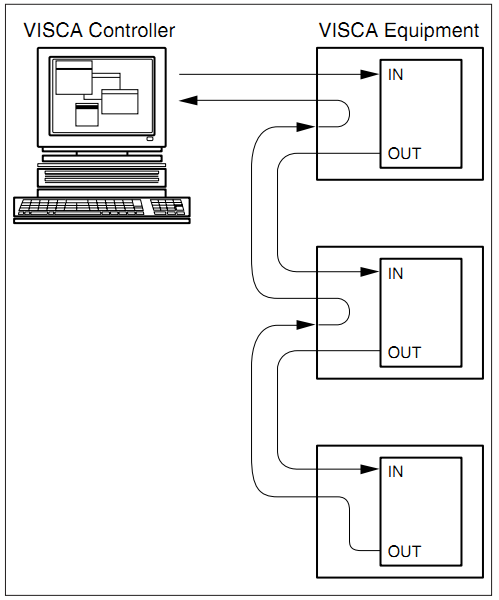 VISCA Controller
VISCA Equipment
IN
OUT
IN
OUT
IN
OUT